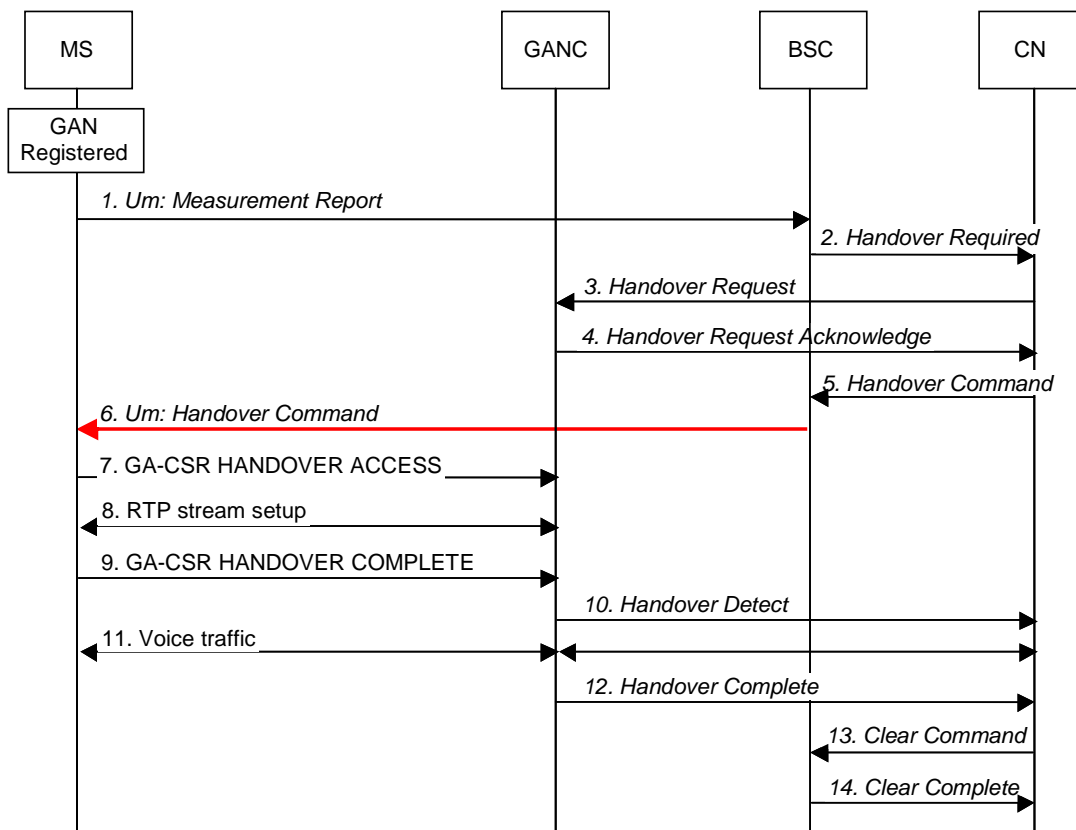 MS
GANC
BSC
CN
GAN
Registered
1. Um: Measurement Report
2. Handover Required
3. Handover Request
4. Handover Request Acknowledge
5. Handover Command
6. Um: Handover Command
7. GA-CSR HANDOVER ACCESS
8. RTP stream setup
9. GA-CSR HANDOVER COMPLETE
10. Handover Detect
11. Voice traffic
12. Handover Complete
13. Clear Command
14. Clear Complete